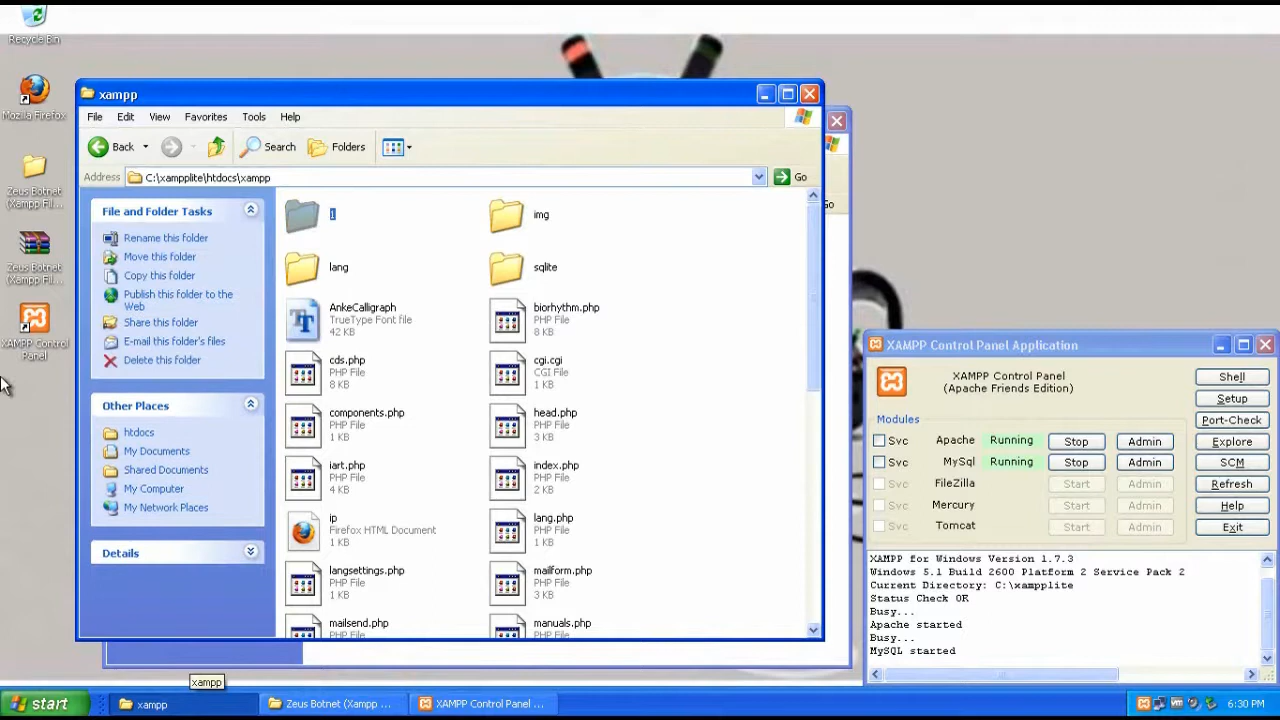 Recycle Bin
Mozilla Firefox
Zeus Botnet
(Xampp Fil...
Zeus Botnet
(Xampp Fil...
XAMPP Control
Panel
xampp
File Edit View Favorites Tools Help
Back Search Folders
Address C:\xampplite\htdocs\xampp Go
Go
File and Folder Tasks
Rename this folder
Move this folder
Copy this folder
Publish this folder to the
Web
Share this folder
E-mail this folder's files
Delete this folder
Other Places
htdocs
My Documents
Shared Documents
My Computer
My Network Places
Details
1
img
lang
sqlite
AnkeCalligraph
TrueType Font file
42 KB
biorhythm.php
PHP File
8 KB
cds.php
PHP File
8 KB
cgi.cgi
CGI File
1 KB
components.php
PHP File
1 KB
head.php
PHP File
3 KB
iart.php
PHP File
4 KB
index.php
PHP File
2 KB
ip
Firefox HTML Document
1 KB
lang.php
PHP File
1 KB
langsettings.php
PHP File
1 KB
mailform.php
PHP File
3 KB
mailsend.php
PHP File
manuals.php
PHP File
XAMPP Control Panel Application
XAMPP Control Panel
(Apache Friends Edition)
Modules
Svc Apache Running Stop Admin
Svc MySql Running Stop Admin
Svc FileZilla Start Admin
Svc Mercury Start Admin
Svc Tomcat Start Admin
Shell
Setup
Port-Check
Explore
SCM
Refresh
Help
Exit
XAMPP for Windows Version 1.7.3
Windows 5.1 Build 2600 Platform 2 Service Pack 2
Current Directory: C:\xampplite
Status Check OK
Busy...
Apache started
Busy...
MySQL started
xampp
start
xampp
Zeus Botnet (Xampp ...
XAMPP Control Panel ...
6:30 PM